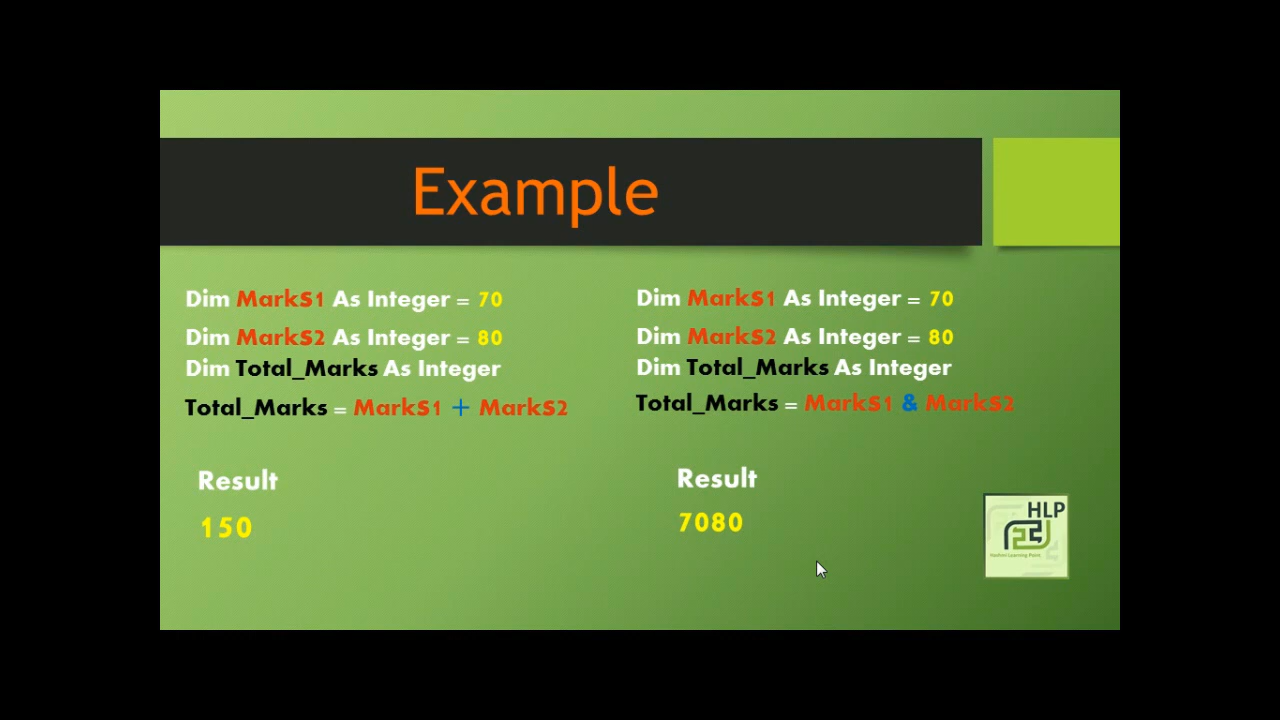 Example
Dim Marks1 As Integer = 70
Dim Marks2 As Integer = 80
Dim Total_Marks As Integer
Total_Marks = Marks1 + Marks2
Result
150
Dim Marks1 As Integer = 70
Dim Marks2 As Integer = 80
Dim Total_Marks As Integer
Total_Marks = Marks1 & Marks2
Result
7080
HLP